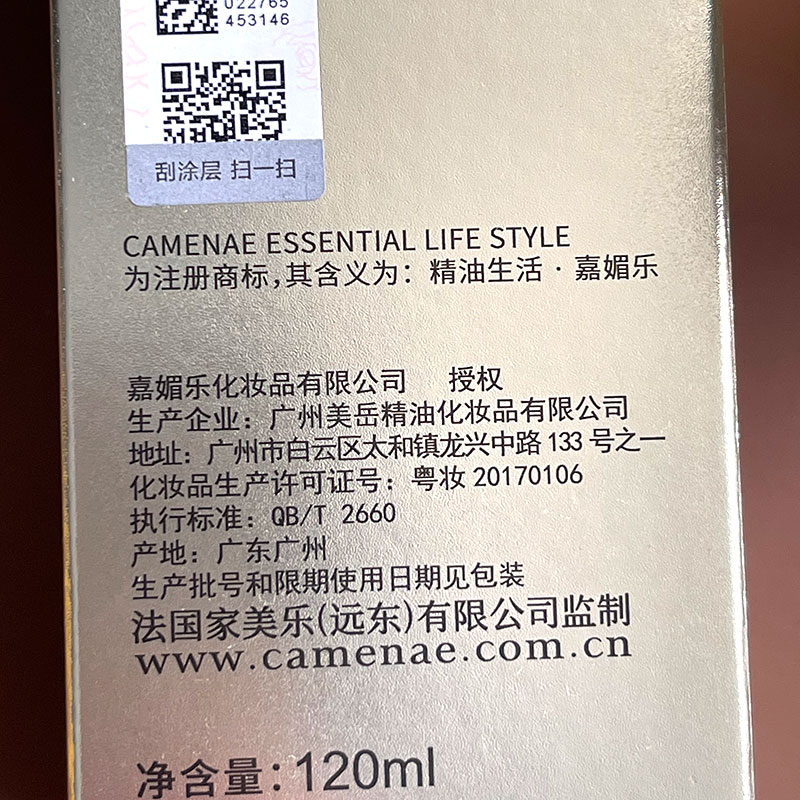 022765
453146
刮涂层 扫一扫
CAMENAE ESSENTIAL LIFE STYLE
为注册商标,其含义为：精油生活·嘉媚乐
嘉媚乐化妆品有限公司 授权
生产企业：广州美岳精油化妆品有限公司
地址：广州市白云区太和镇龙兴中路 133 号之一
化妆品生产许可证号：粤妆 20170106
执行标准：QB/T 2660
产地：广东广州
生产批号和限期使用日期见包装
法国家美乐(远东)有限公司监制
www.camenae.com.cn
净含量：120ml